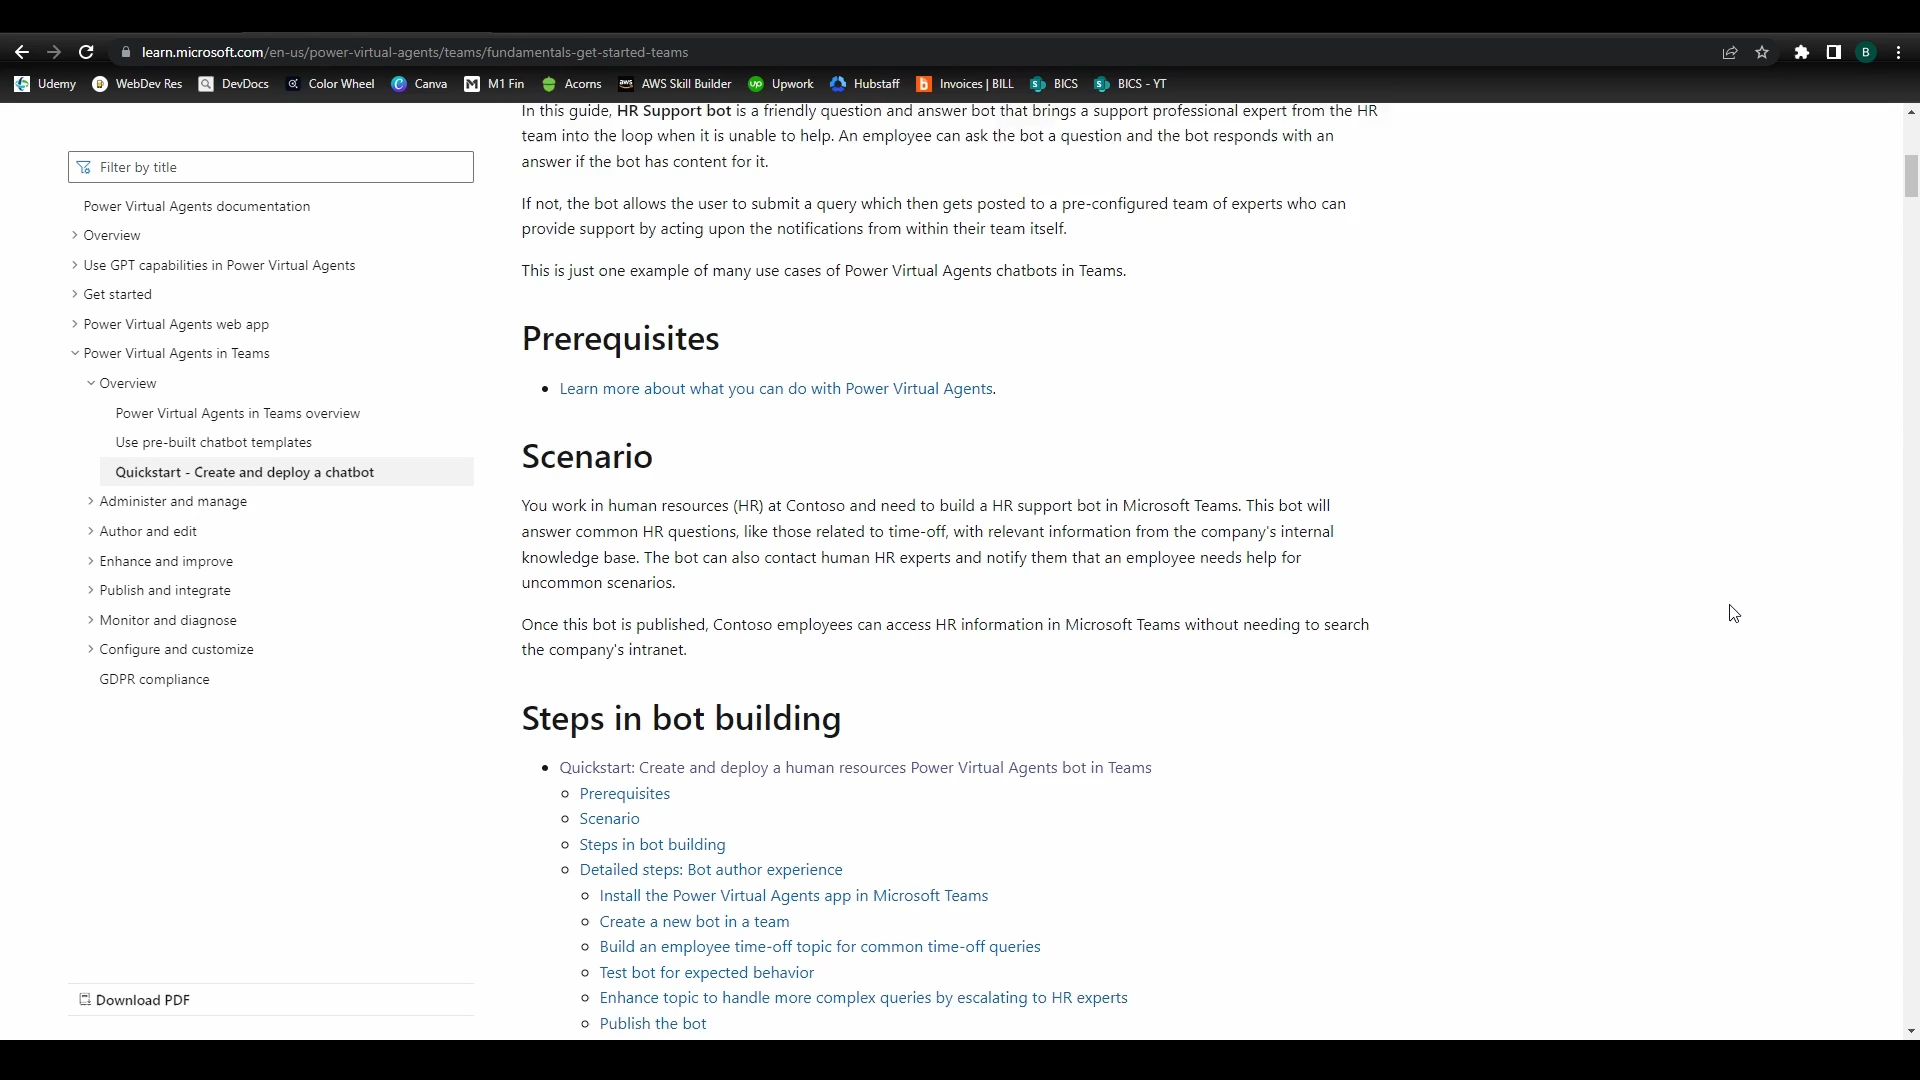 learn.microsoft.com/en-us/power-virtual-agents/teams/fundamentals-get-started-teams
B
Udemy WebDev Res DevDocs Color Wheel Canva M1 Fin Acorns aws AWS Skill Builder up Upwork Hubstaff b Invoices | BILL BICS BICS - YT
Filter by title
Power Virtual Agents documentation
Overview
Use GPT capabilities in Power Virtual Agents
Get started
Power Virtual Agents web app
Power Virtual Agents in Teams
Overview
Power Virtual Agents in Teams overview
Use pre-built chatbot templates
Quickstart - Create and deploy a chatbot
Administer and manage
Author and edit
Enhance and improve
Publish and integrate
Monitor and diagnose
Configure and customize
GDPR compliance
Download PDF
In this guide, HR Support bot is a friendly question and answer bot that brings a support professional expert from the HR
team into the loop when it is unable to help. An employee can ask the bot a question and the bot responds with an
answer if the bot has content for it.
If not, the bot allows the user to submit a query which then gets posted to a pre-configured team of experts who can
provide support by acting upon the notifications from within their team itself.
This is just one example of many use cases of Power Virtual Agents chatbots in Teams.
Prerequisites
• Learn more about what you can do with Power Virtual Agents.
Scenario
You work in human resources (HR) at Contoso and need to build a HR support bot in Microsoft Teams. This bot will
answer common HR questions, like those related to time-off, with relevant information from the company's internal
knowledge base. The bot can also contact human HR experts and notify them that an employee needs help for
uncommon scenarios.
Once this bot is published, Contoso employees can access HR information in Microsoft Teams without needing to search
the company's intranet.
Steps in bot building
• Quickstart: Create and deploy a human resources Power Virtual Agents bot in Teams
Prerequisites
Scenario
Steps in bot building
Detailed steps: Bot author experience
Install the Power Virtual Agents app in Microsoft Teams
Create a new bot in a team
Build an employee time-off topic for common time-off queries
Test bot for expected behavior
Enhance topic to handle more complex queries by escalating to HR experts
Publish the bot